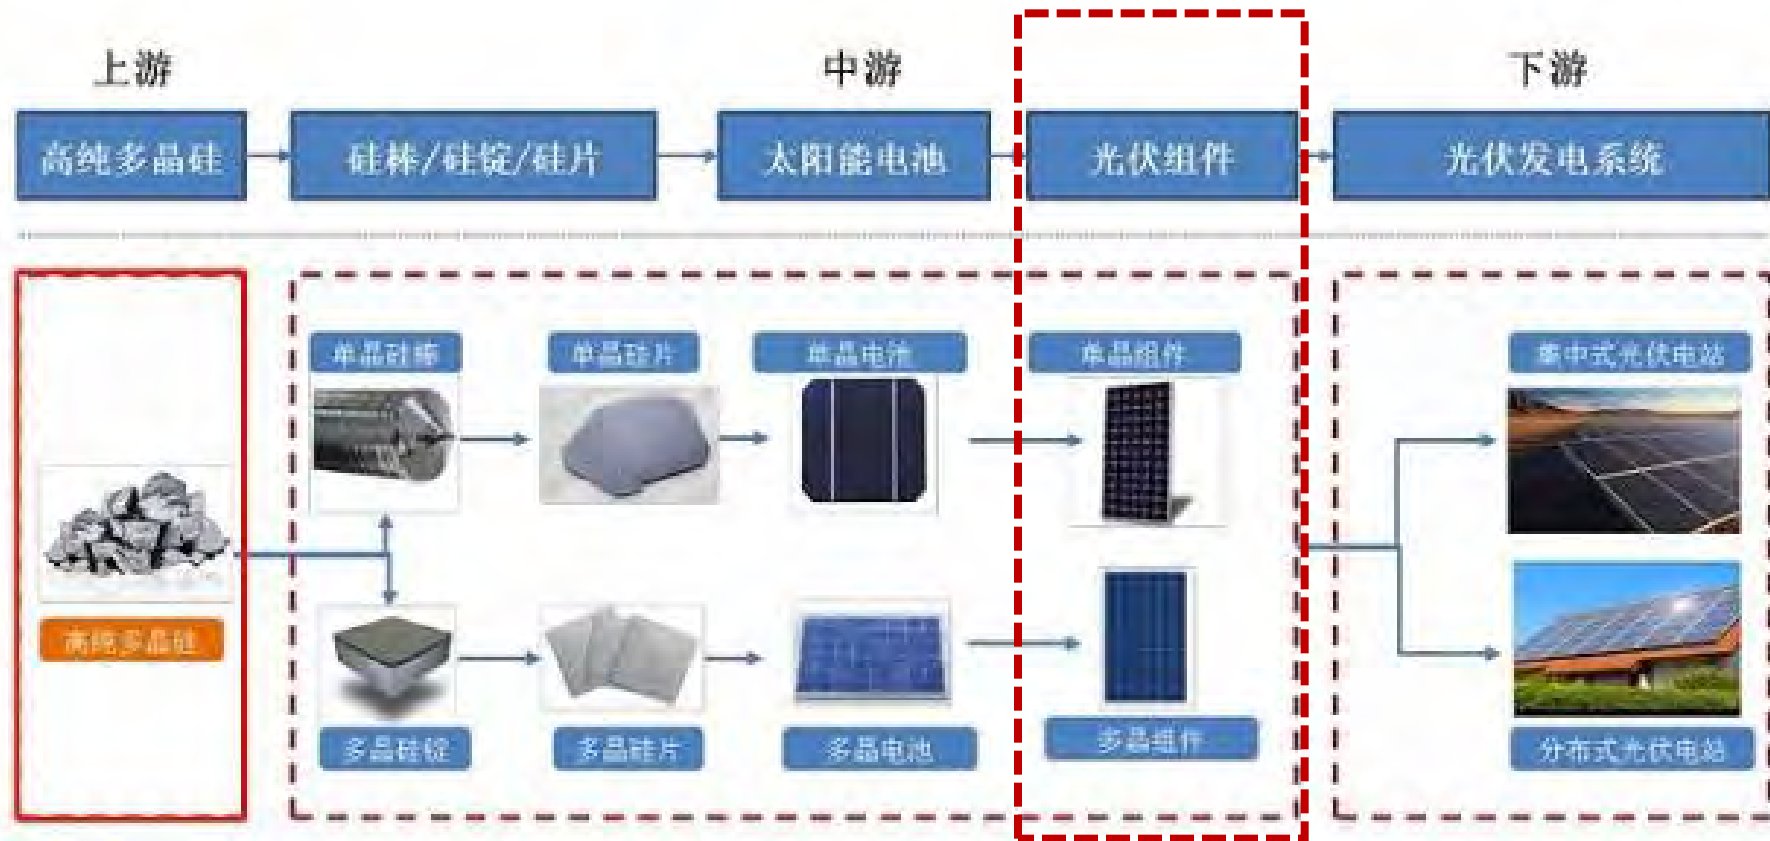 上游
中游
下游
高纯多晶硅
硅棒/硅锭/硅片
太阳能电池
光伏组件
光伏发电系统
单晶硅棒
单晶硅片
单晶电池
单晶组件
集中式光伏电站
高纯多晶硅
多晶硅锭
多晶硅片
多晶电池
多晶组件
分布式光伏电站